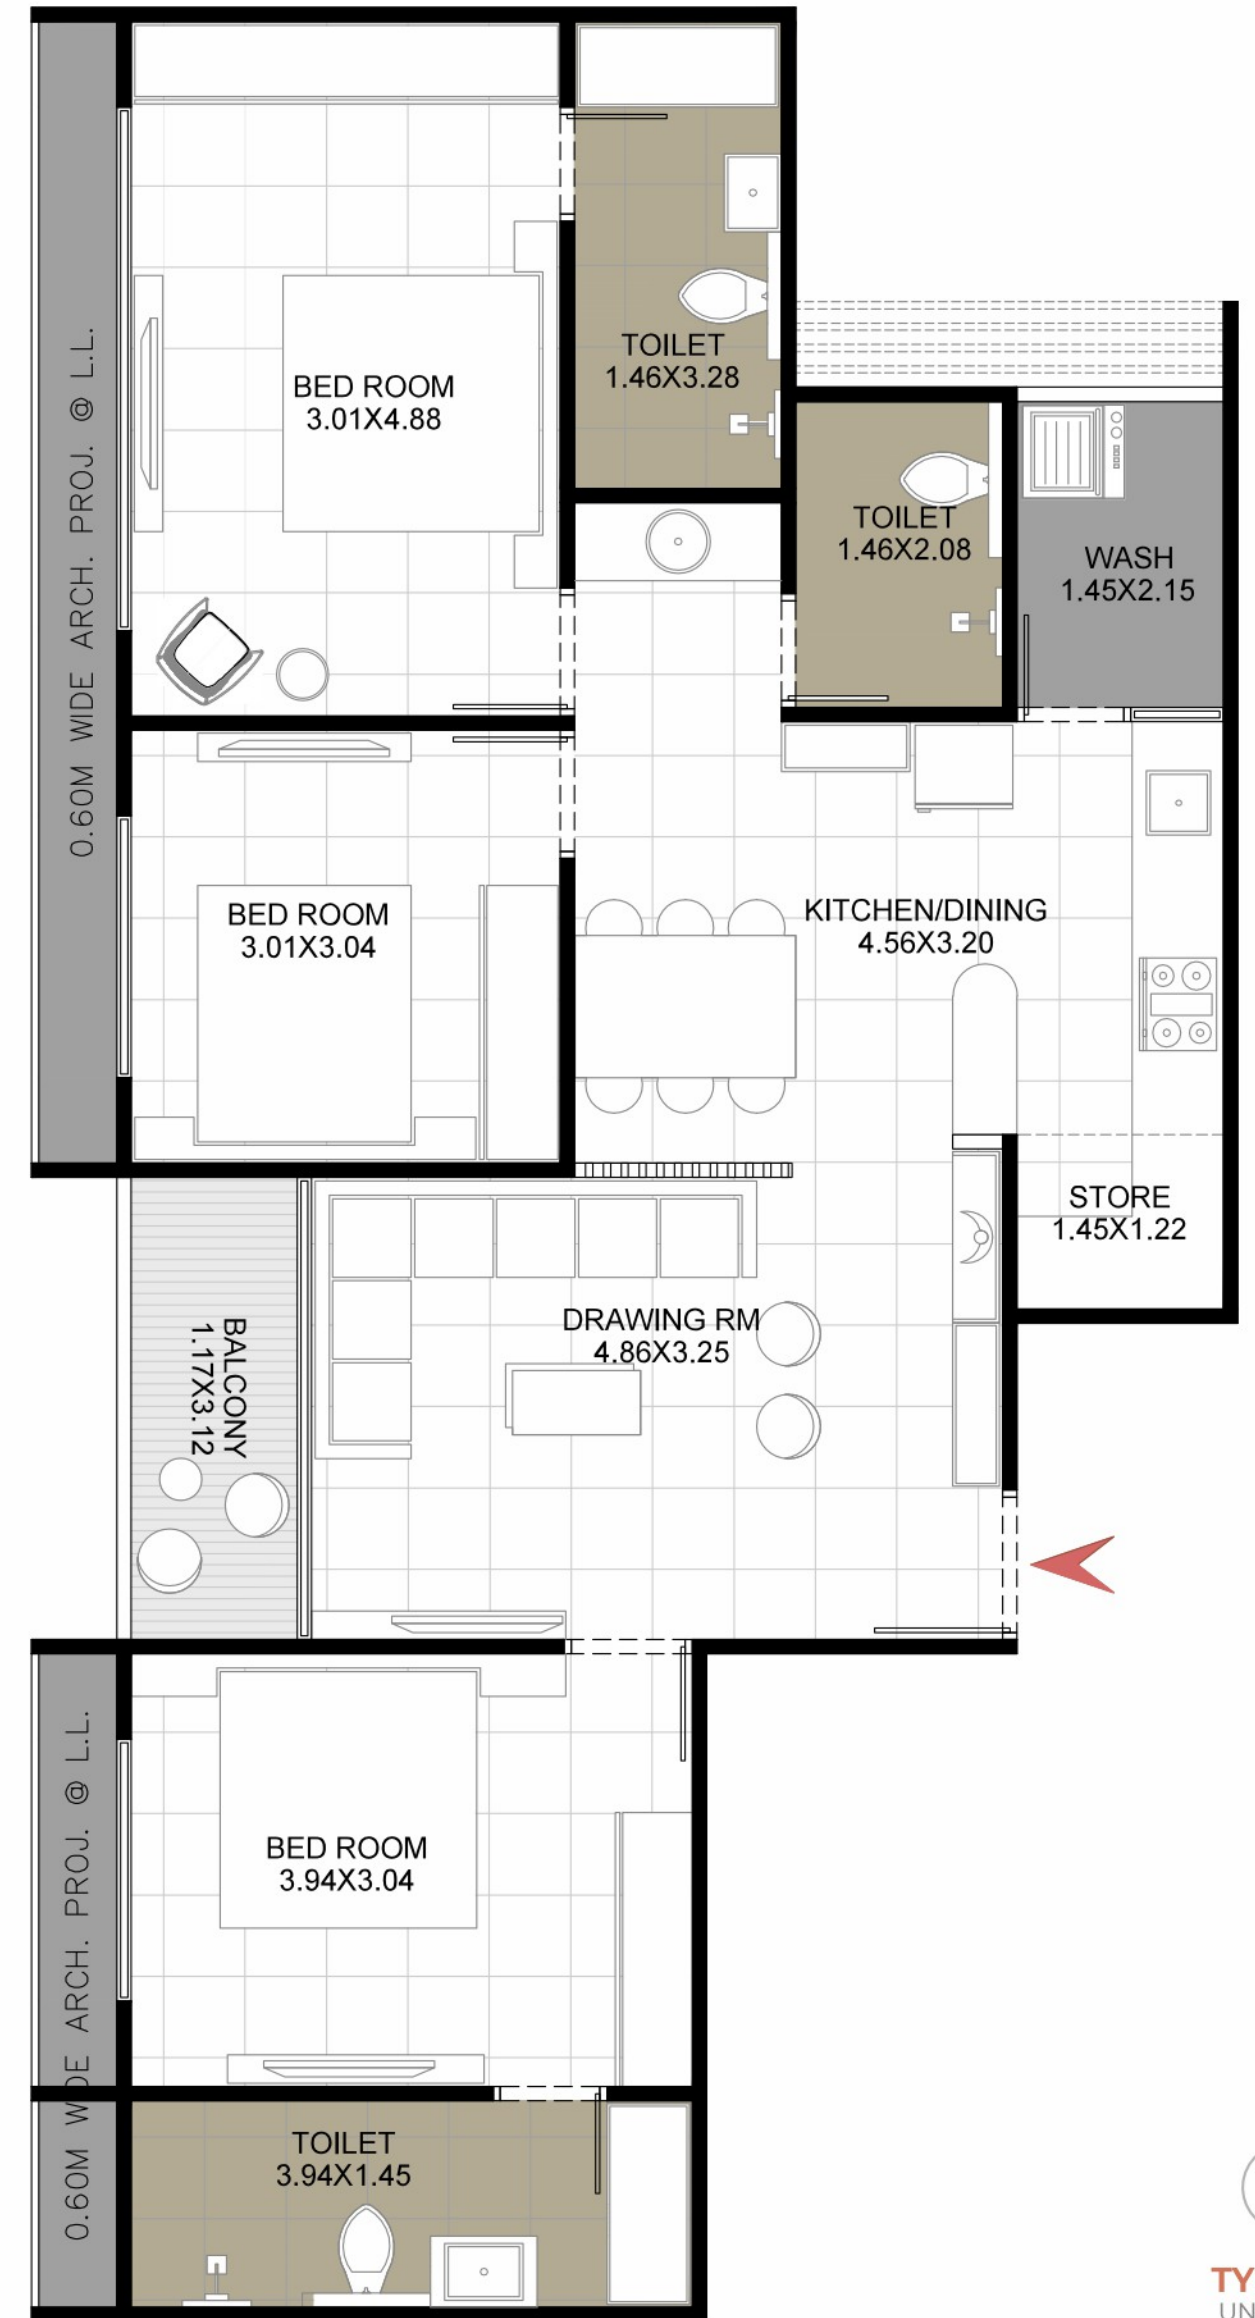 TOILET
1.46X3.28
BED ROOM
3.01X4.88
0.60M WIDE ARCH. PROJ. @ L.L.
TOILET
1.46X2.08
WASH
1.45X2.15
BED ROOM
3.01X3.04
KITCHEN/DINING
4.56X3.20
STORE
1.45X1.22
DRAWING RM
4.86X3.25
BALCONY
1.17X3.12
BED ROOM
3.94X3.04
0.60M WIDE ARCH. PROJ. @ L.L.
TOILET
3.94X1.45
TY
UN